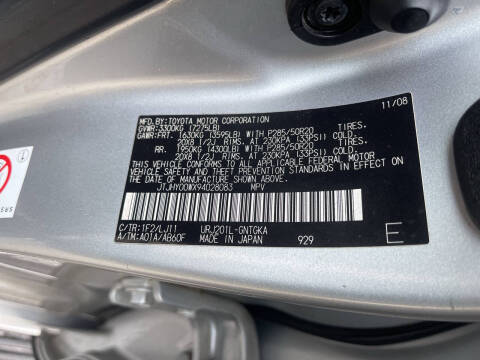 MFD.BY:TOYOTA MOTOR CORPORATION 11/08
GVWR:3300KG (7275LB)
GAWR:FRT. 1630KG (3595LB) WITH P285/50R20 TIRES.
20X8 1/2J RIMS.AT 230KPA (33PSI) COLD.
RR. 1950KG (4300LB) WITH P285/50R20 TIRES.
20X8 1/2J RIMS.AT 230KPA (33PSI) COLD.
THIS VEHICLE CONFORMS TO ALL APPLICABLE FEDERAL MOTOR
VEHICLE SAFETY AND BUMPER STANDARDS IN EFFECT ON
THE DATE OF MANUFACTURE SHOWN ABOVE.
JTJHY00WX94028083 MPV
C/TR:1F2/LJ11 URJ201L-GNTGKA
A/TM:A01A/AB60F MADE IN JAPAN 929 E